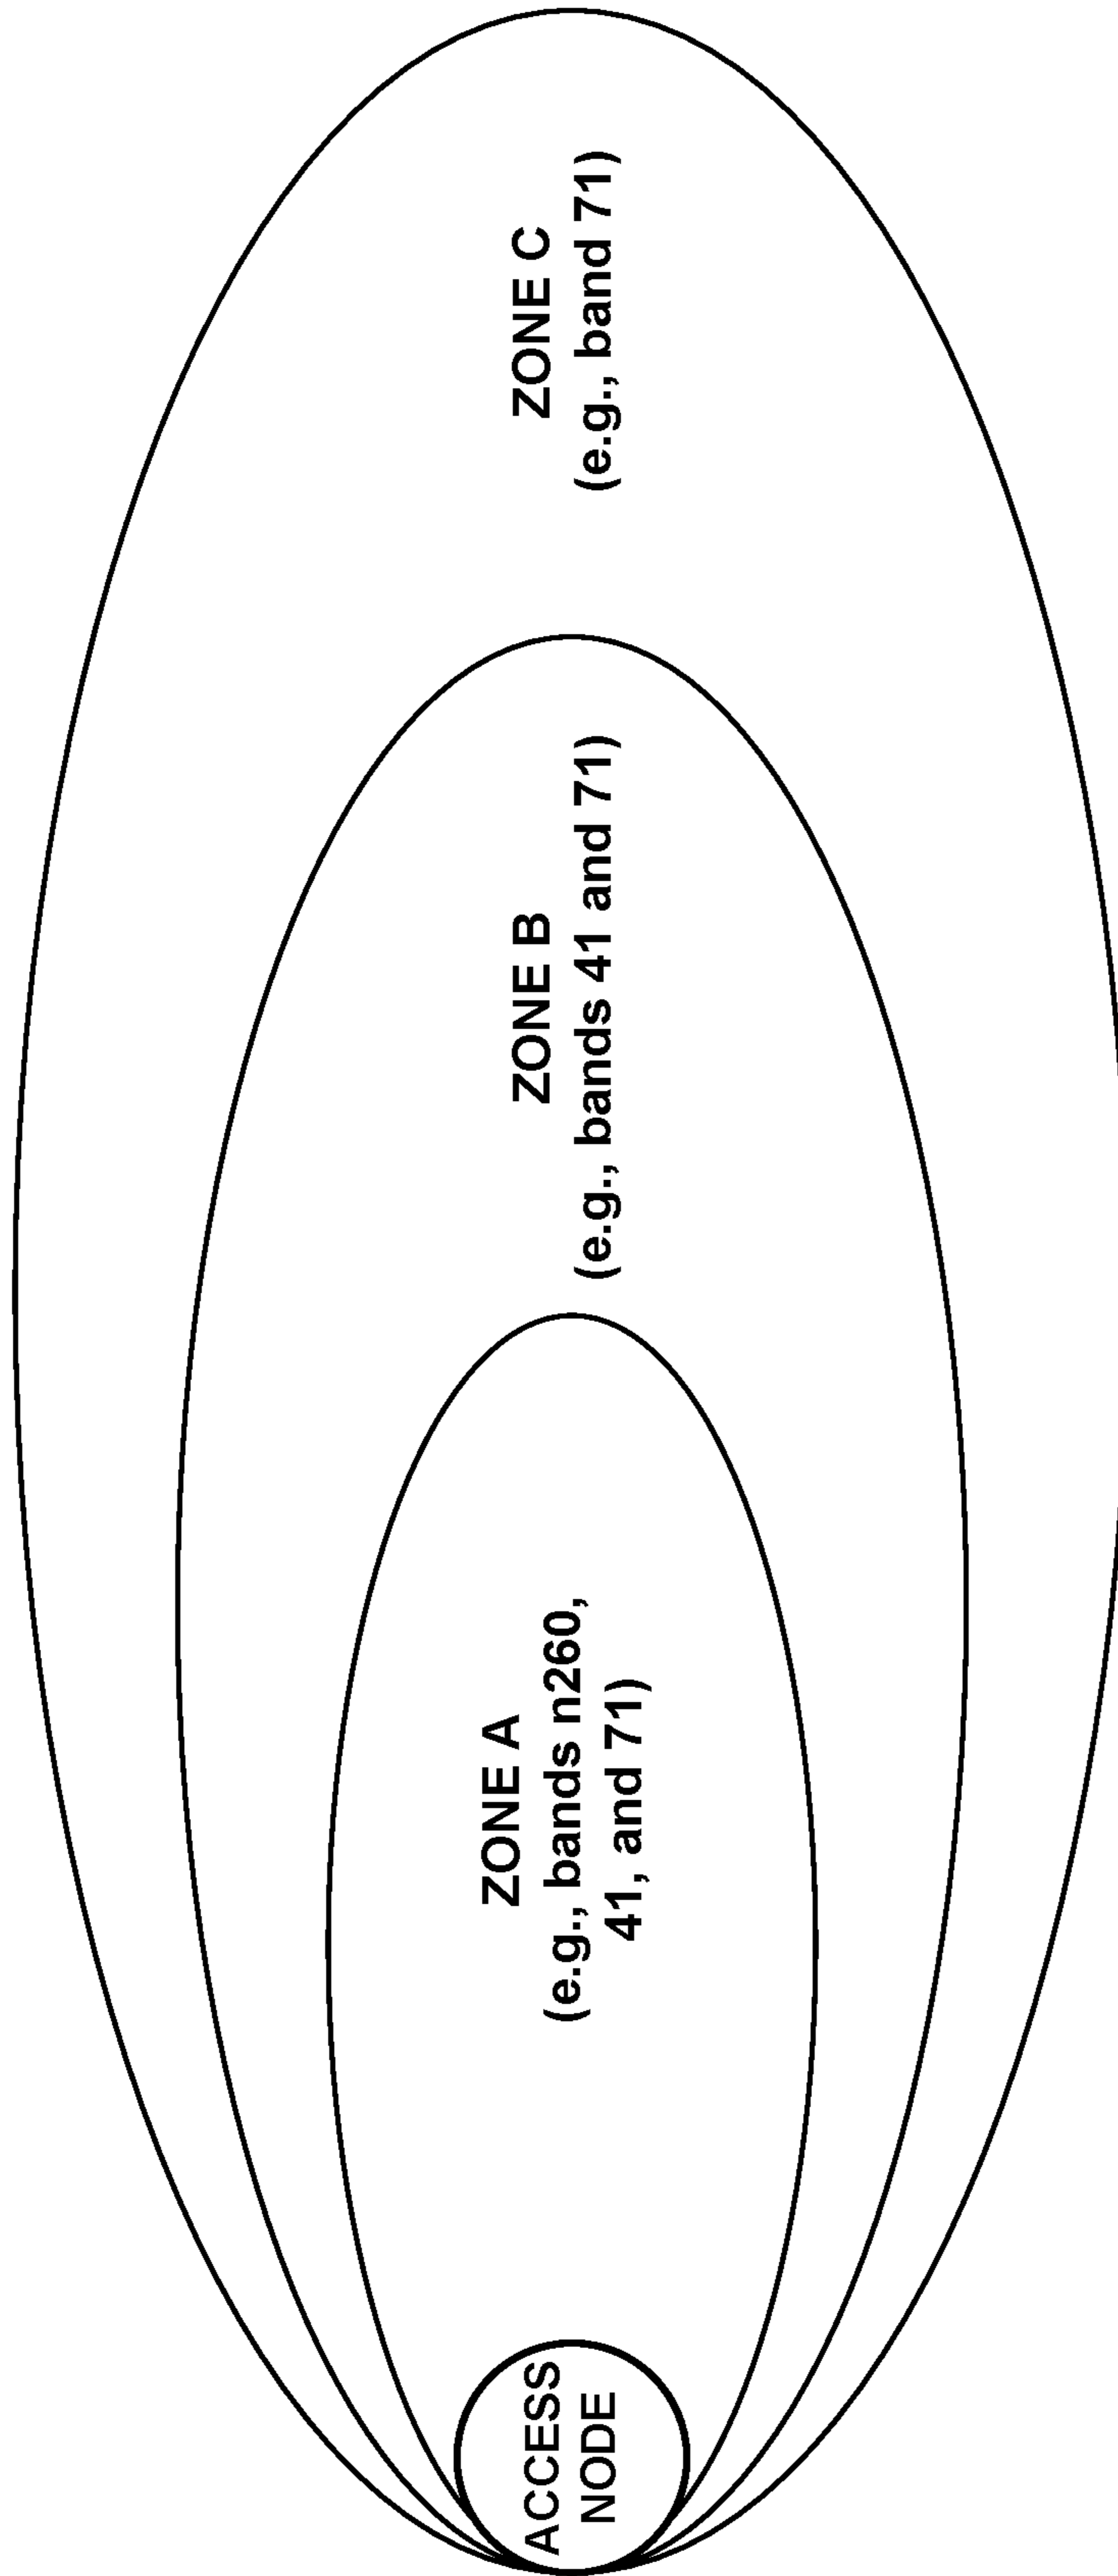 ACCESS
NODE
ZONE A
(e.g., bands n260,
41, and 71)
ZONE B
(e.g., bands 41 and 71)
ZONE C
(e.g., band 71)